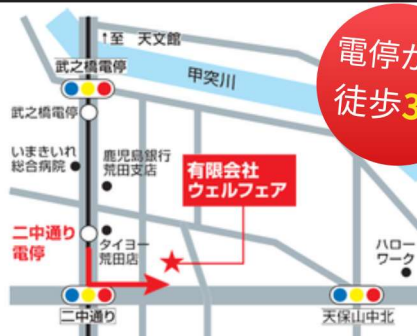 ↑至 天文館
武之橋電停
甲突川
電停か
徒歩3
武之橋電停
いまきいれ
総合病院
鹿児島銀行
荒田支店
有限会社
ウェルフェア
二中通り
電停
タイヨー
荒田店
ハロー
ワーク
二中通り
天保山中北